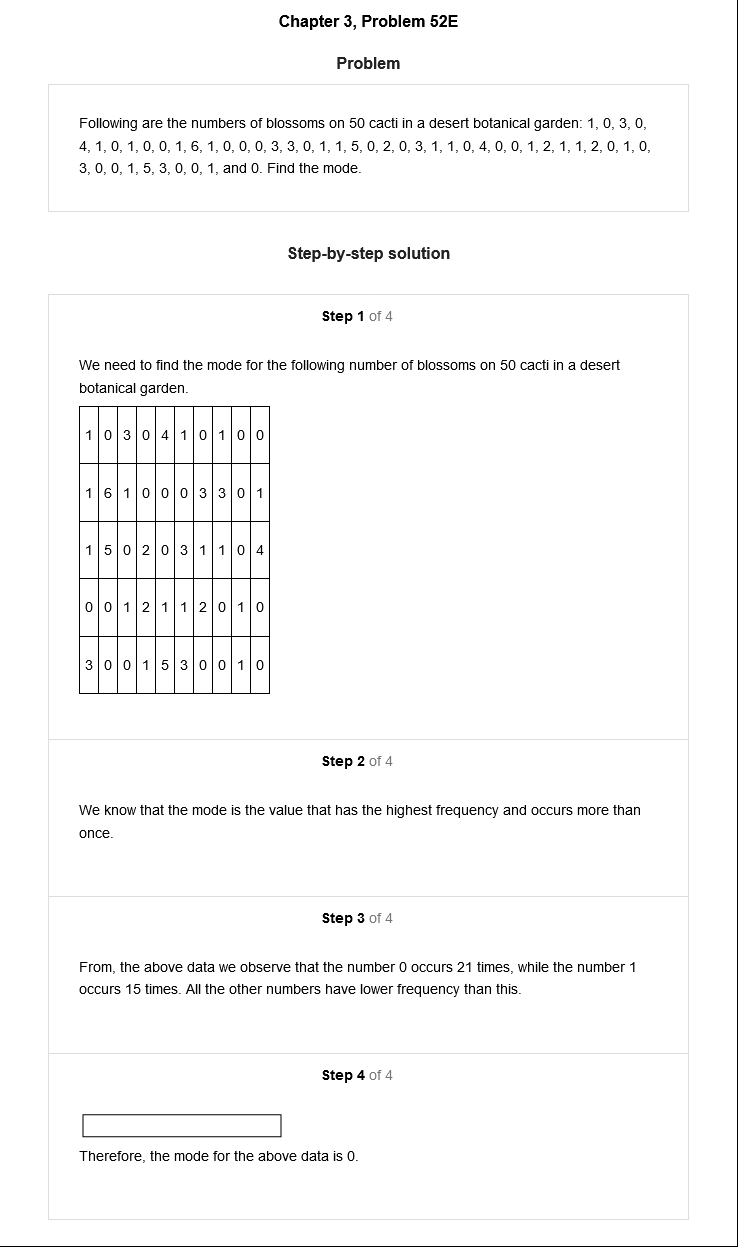 Chapter 3, Problem 52E
Problem
Following are the numbers of blossoms on 50 cacti in a desert botanical garden: 1, 0, 3, 0,
4, 1, 0, 1, 0, 0, 1, 6, 1, 0, 0, 0, 3, 3, 0, 1, 1, 5, 0, 2, 0, 3, 1, 1, 0, 4, 0, 0, 1, 2, 1, 1, 2, 0, 1, 0,
3, 0, 0, 1, 5, 3, 0, 0, 1, and 0. Find the mode.
Step-by-step solution
Step 1 of 4
We need to find the mode for the following number of blossoms on 50 cacti in a desert
botanical garden.
1 0 3 0 4 1 0 1 0 0
1 6 1 0 0 0 3 3 0 1
1 5 0 2 0 3 1 1 0 4
0 0 1 2 1 1 2 0 1 0
3 0 0 1 5 3 0 0 1 0
Step 2 of 4
We know that the mode is the value that has the highest frequency and occurs more than
once.
Step 3 of 4
From, the above data we observe that the number 0 occurs 21 times, while the number 1
occurs 15 times. All the other numbers have lower frequency than this.
Step 4 of 4
Therefore, the mode for the above data is 0.